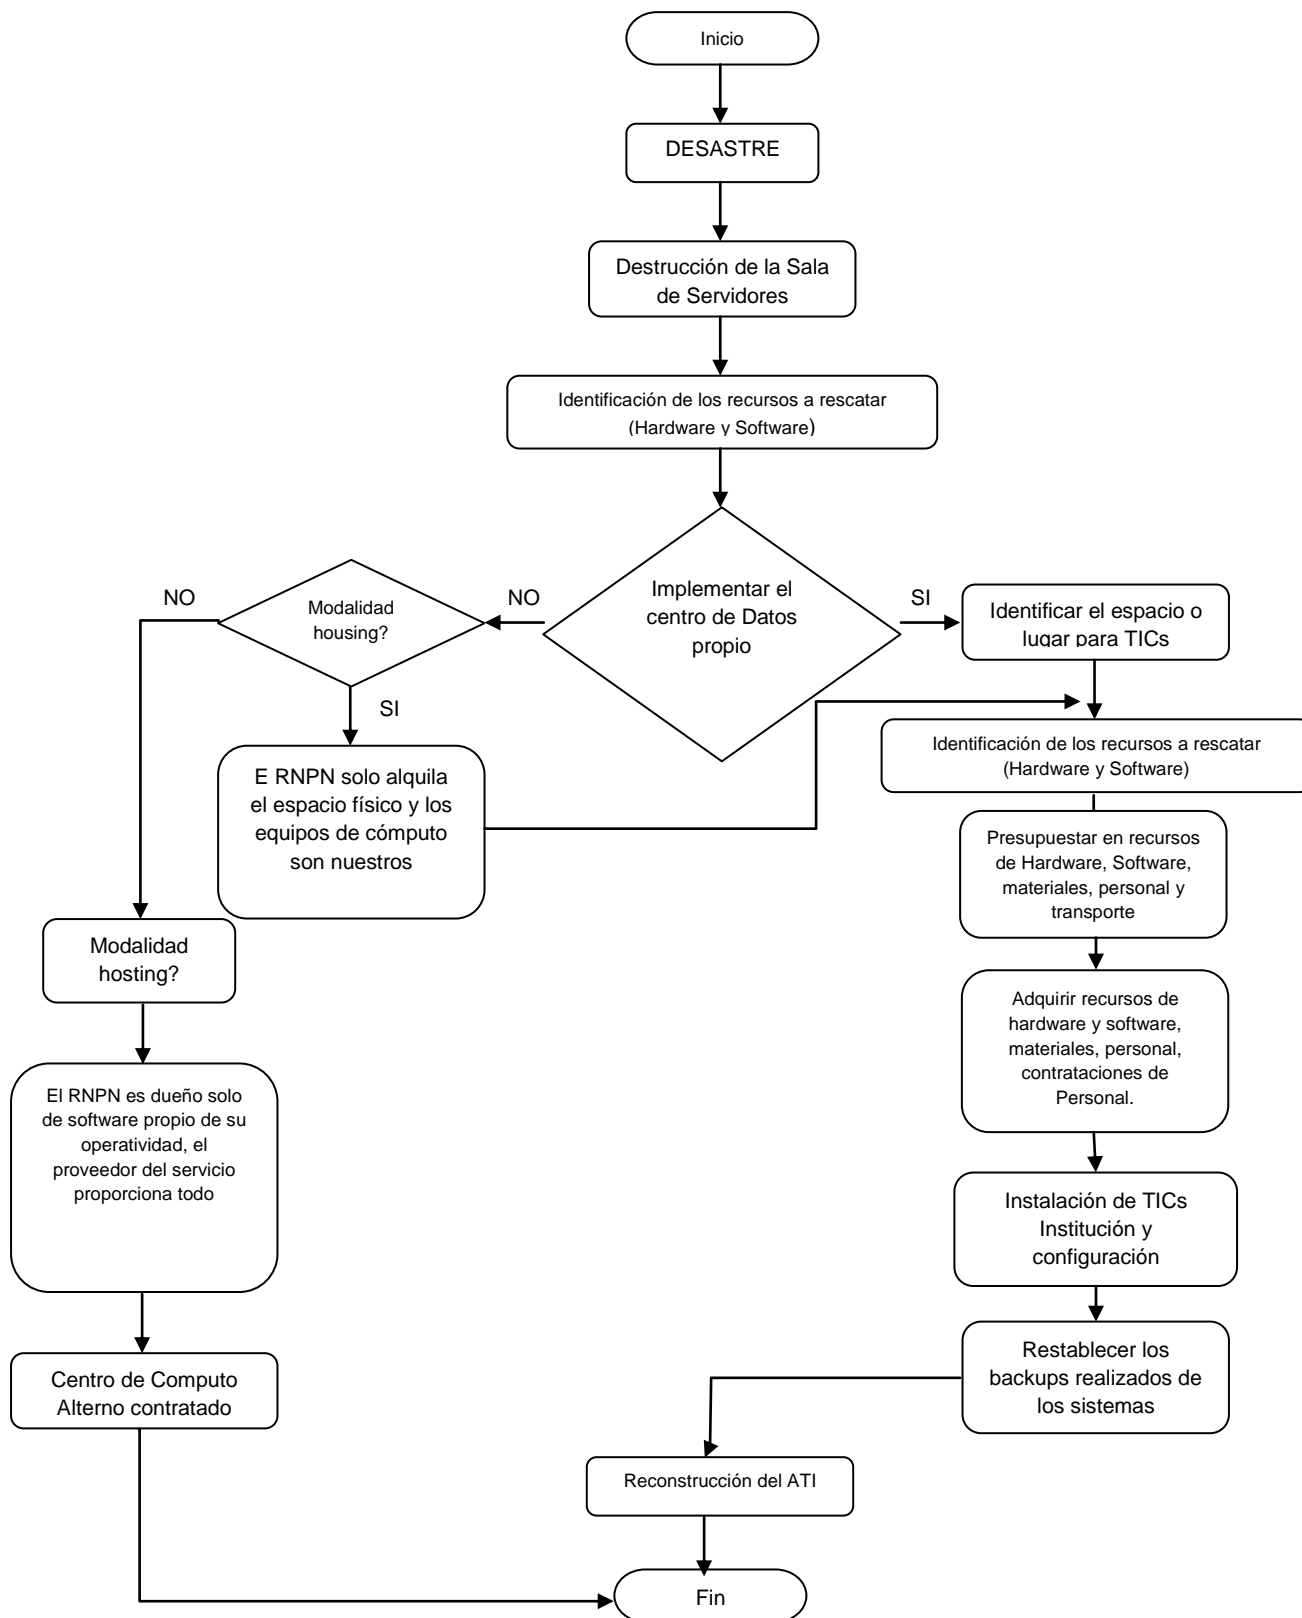 Inicio
DESASTRE
Destrucción de la Sala
de Servidores
Identificación de los recursos a rescatar
(Hardware y Software)
Implementar el
centro de Datos
propio
NO
SI
Modalidad
housing?
NO
SI
Identificar el espacio o
lugar para TICs
E RNPN solo alquila
el espacio físico y los
equipos de cómputo
son nuestros
Identificación de los recursos a rescatar
(Hardware y Software)
Presupuestar en recursos
de Hardware, Software,
materiales, personal y
transporte
Modalidad
hosting?
Adquirir recursos de
hardware y software,
materiales, personal,
contrataciones de
Personal.
El RNPN es dueño solo
de software propio de su
operatividad, el
proveedor del servicio
proporciona todo
Instalación de TICs
Institución y
configuración
Restablecer los
backups realizados de
los sistemas
Centro de Computo
Alterno contratado
Reconstrucción del ATI
Fin